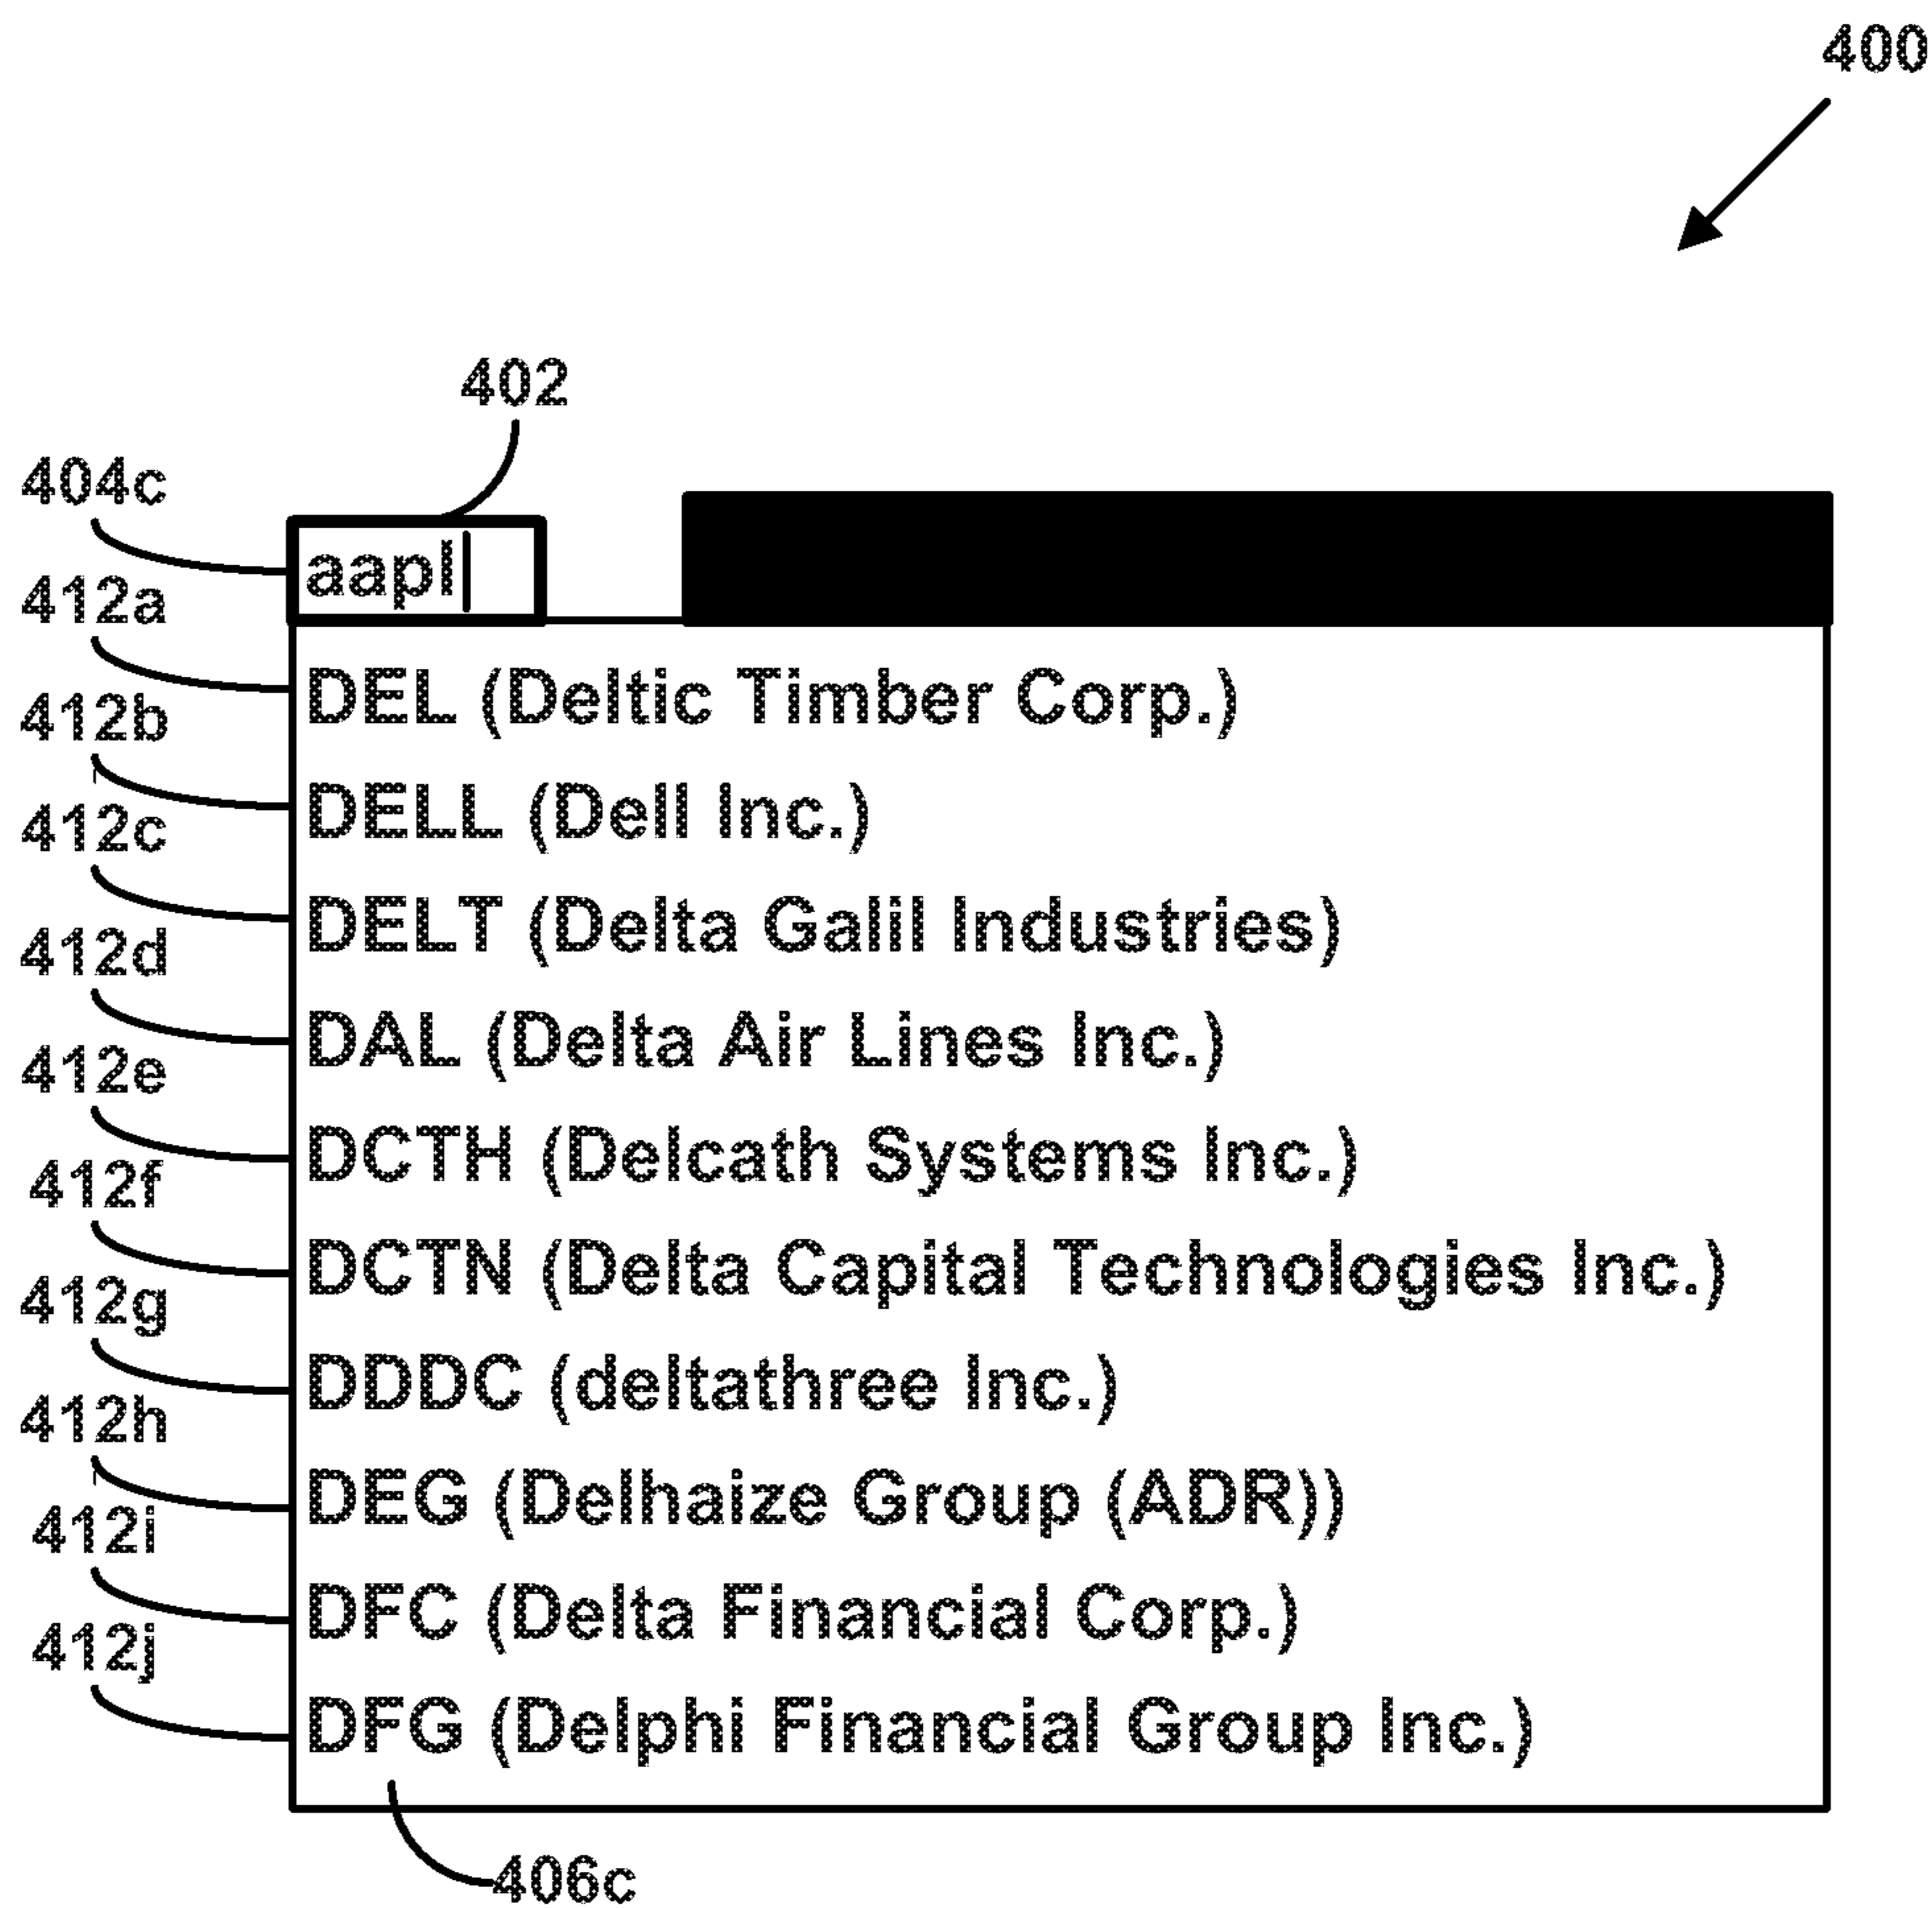 400
402
404c
aapl
412a
DEL (Deltic Timber Corp.)
412b
DELL (Dell Inc.)
412c
DELT (Delta Galil Industries)
412d
DAL (Delta Air Lines Inc.)
412e
DCTH (Delcath Systems Inc.)
412f
DCTN (Delta Capital Technologies Inc.)
412g
DDDC (deltathree Inc.)
412h
DEG (Delhaize Group (ADR))
412i
DFC (Delta Financial Corp.)
412j
DFG (Delphi Financial Group Inc.)
406c